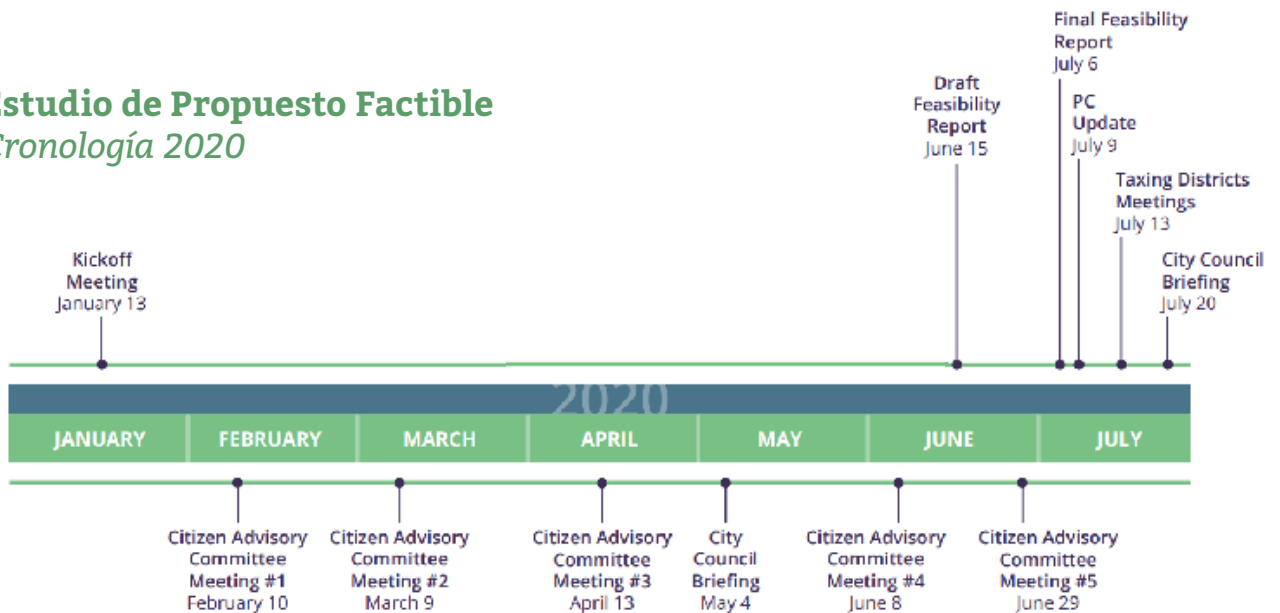 Estudio de Propuesto Factible
Cronología 2020
Final Feasibility
Report
July 6
Draft
Feasibility
Report
June 15
PC
Update
July 9
Taxing Districts
Meetings
July 13
Kickoff
Meeting
January 13
City Council
Briefing
July 20
2020
JANUARY
FEBRUARY
MARCH
APRIL
MAY
JUNE
JULY
Citizen Advisory
Committee
Meeting #1
February 10
Citizen Advisory
Committee
Meeting #2
March 9
Citizen Advisory
Committee
Meeting #3
April 13
City
Council
Briefing
May 4
Citizen Advisory
Committee
Meeting #4
June 8
Citizen Advisory
Committee
Meeting #5
June 29